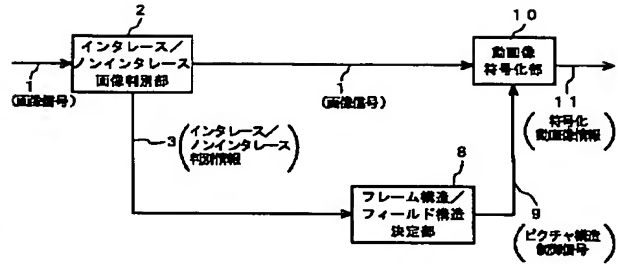 2
インタレース/
ノンインタレース
画像判別部
1
(画像信号)
1
(画像信号)
10
動画像
符号化部
11
(符号化
動画像情報)
3 (インタレース/
ノンインタレース
判別情報)
8
フレーム構造/
フィールド構造
決定部
9
(ピクチャ構造
制御信号)